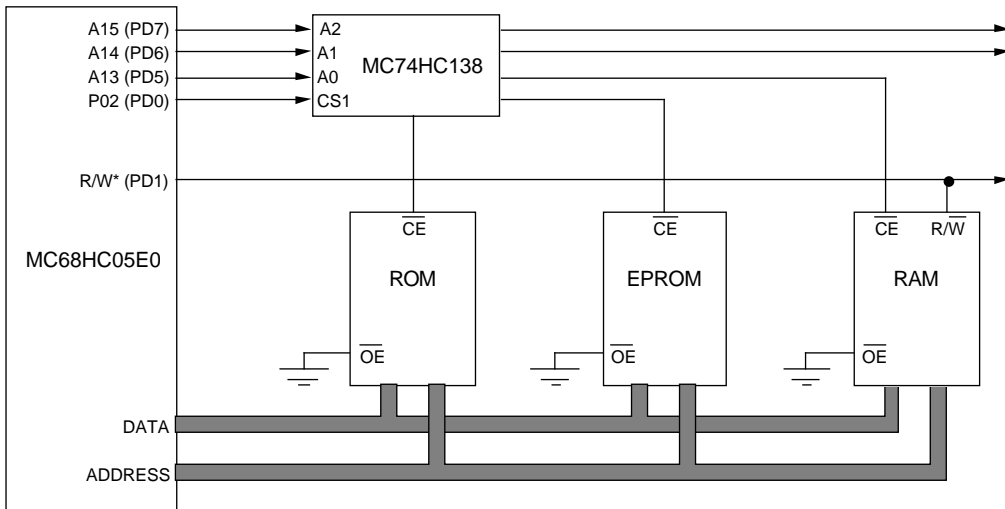 A15 (PD7)
A14 (PD6)
A13 (PD5)
P02 (PD0)
A2
A1
A0
CS1
MC74HC138
R/W* (PD1)
MC68HC05E0
CE
ROM
OE
CE
EPROM
OE
CE R/W
RAM
OE
DATA
ADDRESS